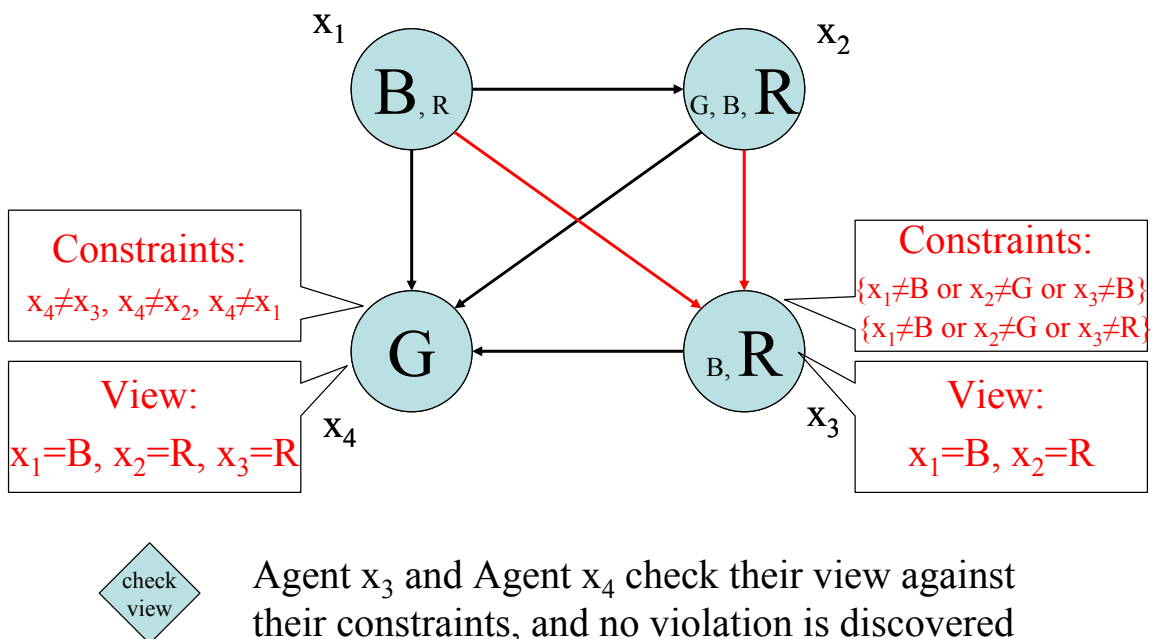 x₁
x₂
B, R
G, B, R
Constraints:
x₄≠x₃, x₄≠x₂, x₄≠x₁
Constraints:
{x₁≠B or x₂≠G or x₃≠B}
{x₁≠B or x₂≠G or x₃≠R}
G
B, R
View:
x₁=B, x₂=R, x₃=R
x₄
x₃
View:
x₁=B, x₂=R
check
view
Agent x₃ and Agent x₄ check their view against
their constraints, and no violation is discovered